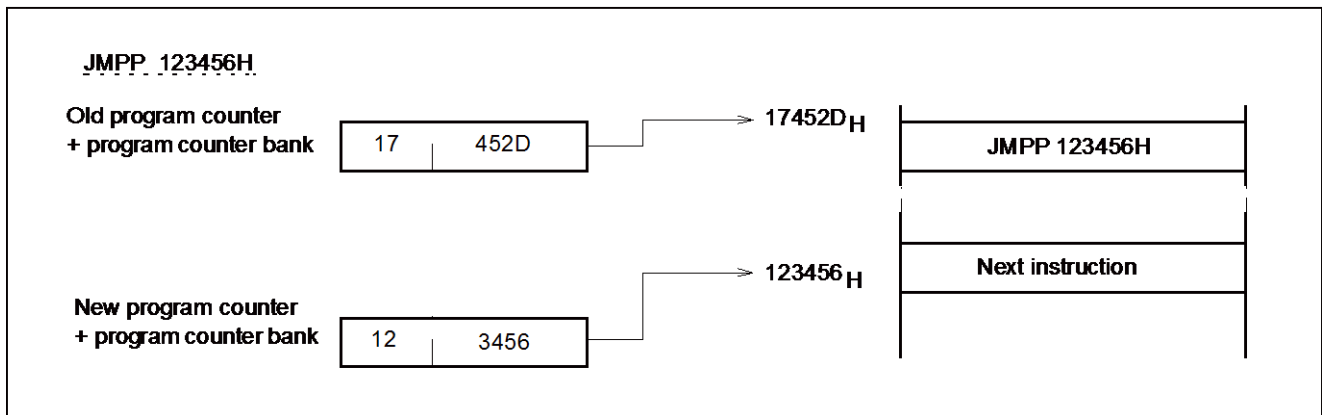 JMPP 123456H
Old program counter
+ program counter bank
17 452D
17452DH
JMPP 123456H
123456H
Next instruction
New program counter
+ program counter bank
12 3456